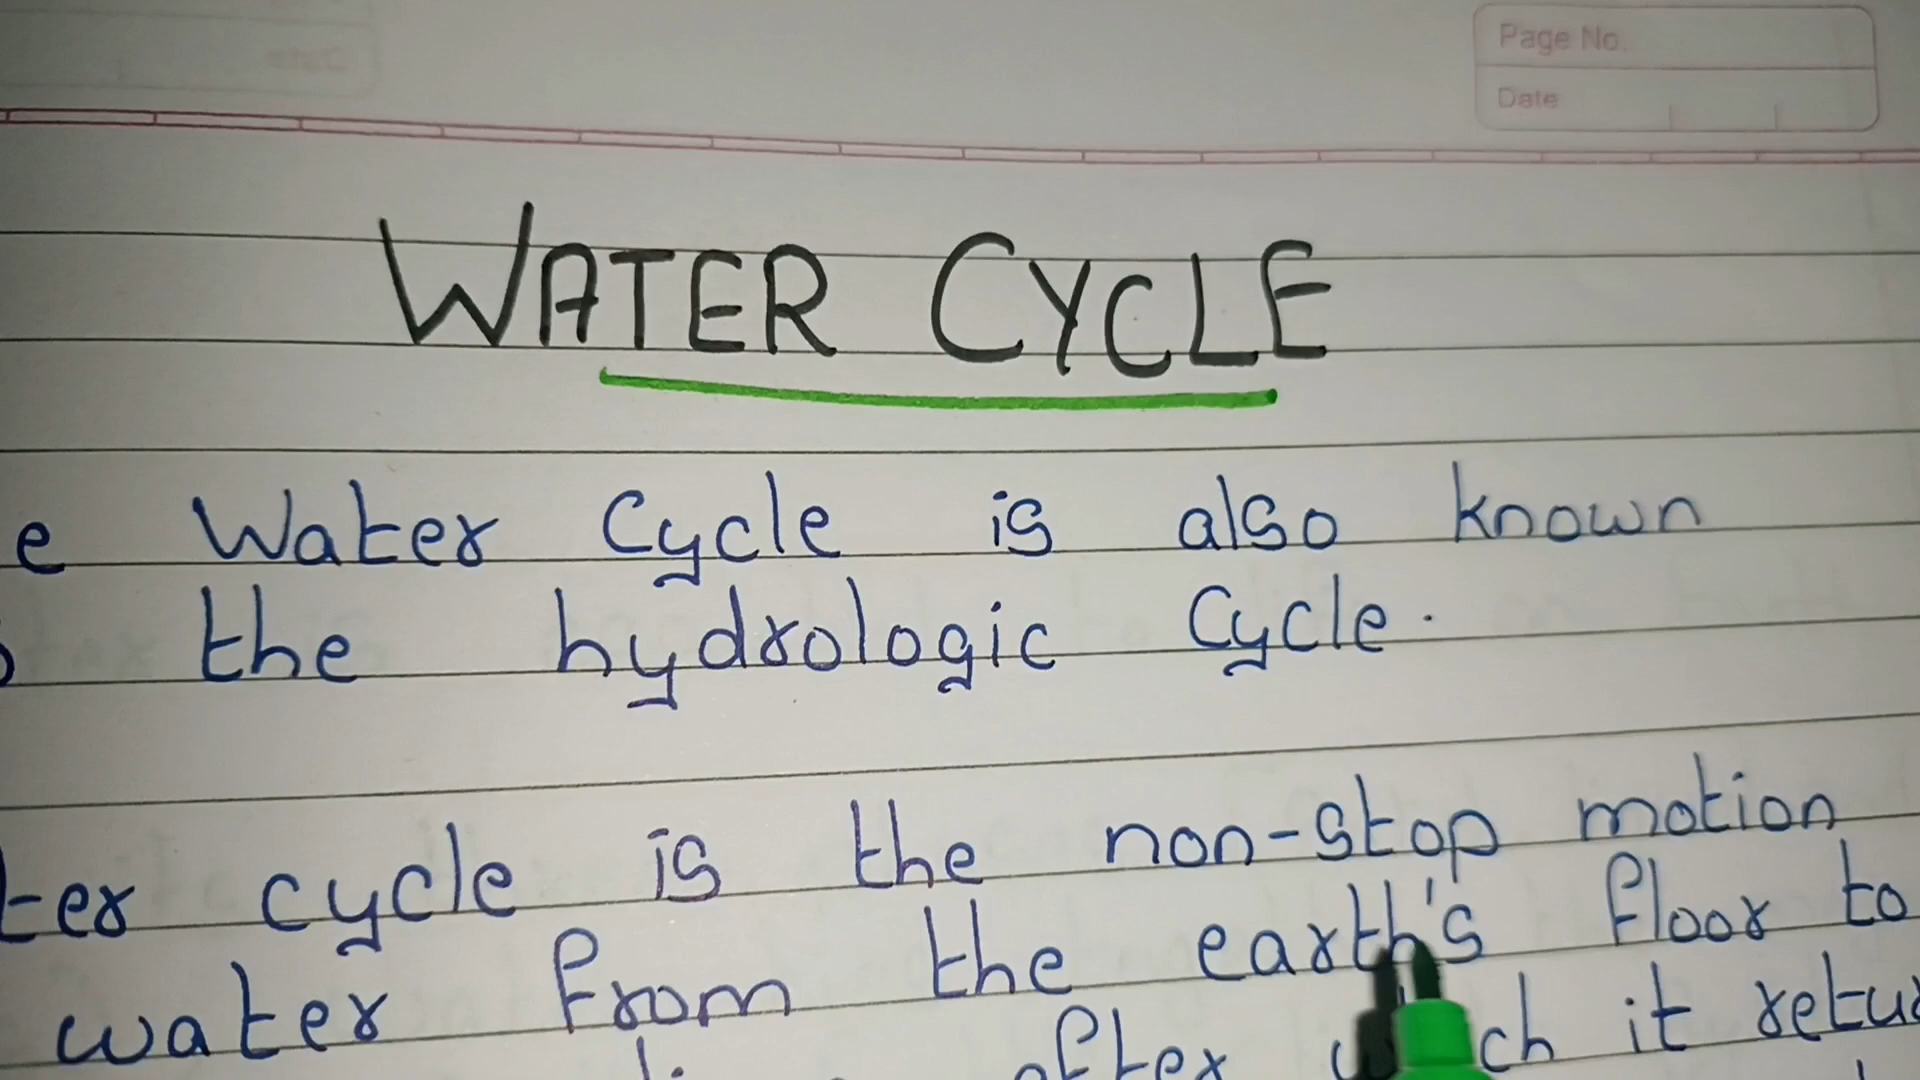 Page No.
Date
WATER CYCLE
e Water Cycle is also known
the hydrologic Cycle.
ter cycle is the non-stop motion
water from the earth's floor to
after ch it retu